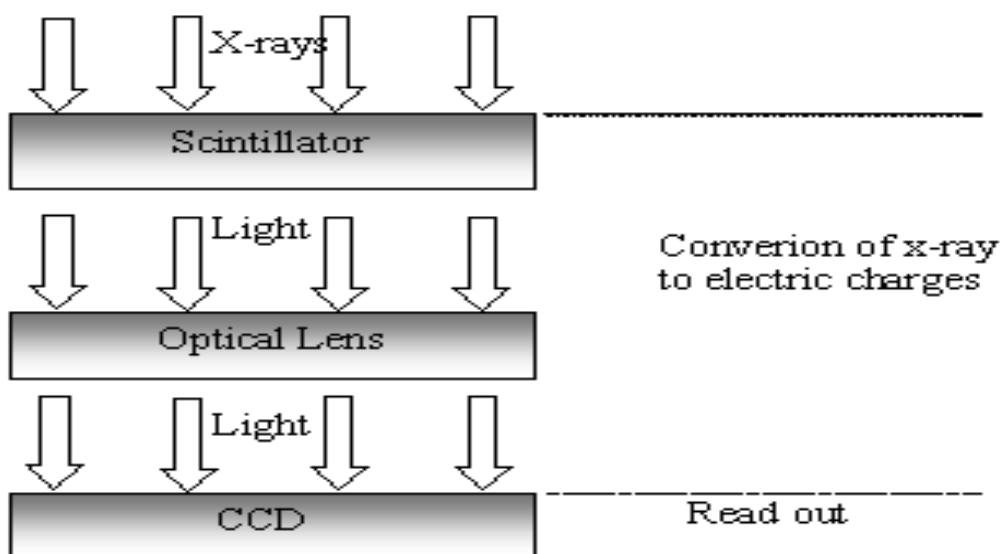 X-rays
Scintillator
Light
Converion of x-ray
to electric charges
Optical Lens
Light
CCD
Read out